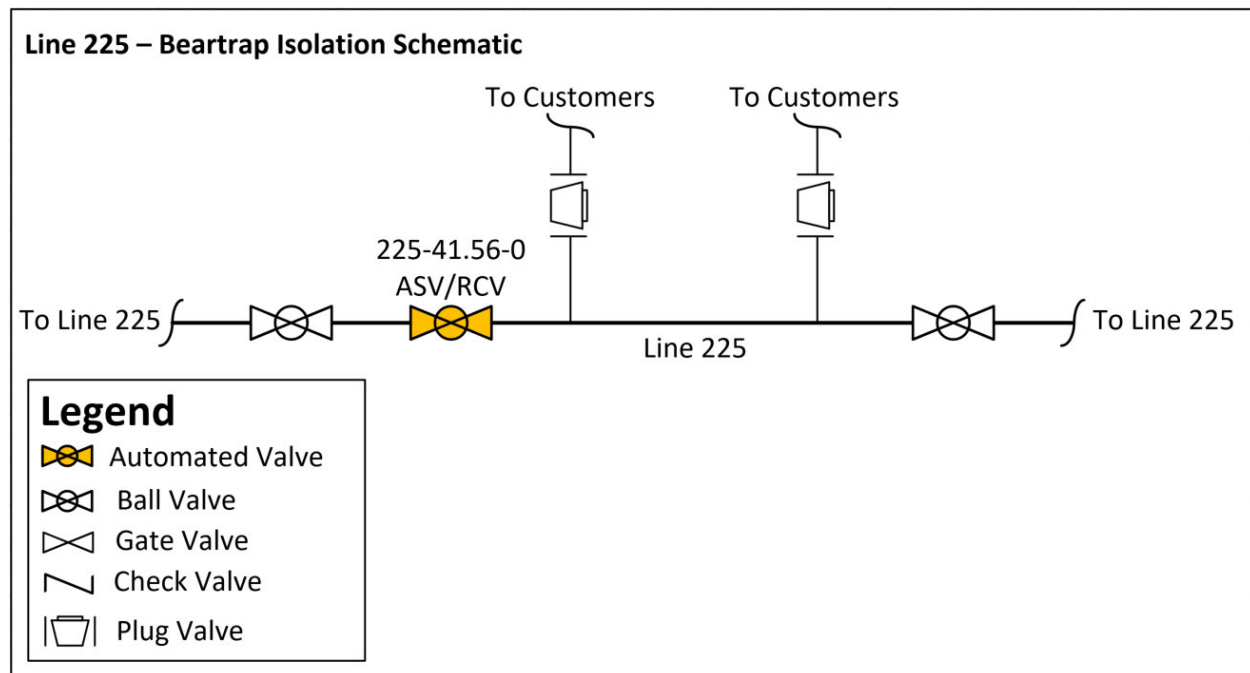 Line 225 – Beartrap Isolation Schematic
To Customers
To Customers
225-41.56-0
ASV/RCV
To Line 225
To Line 225
Line 225
Legend
Automated Valve
Ball Valve
Gate Valve
Check Valve
Plug Valve